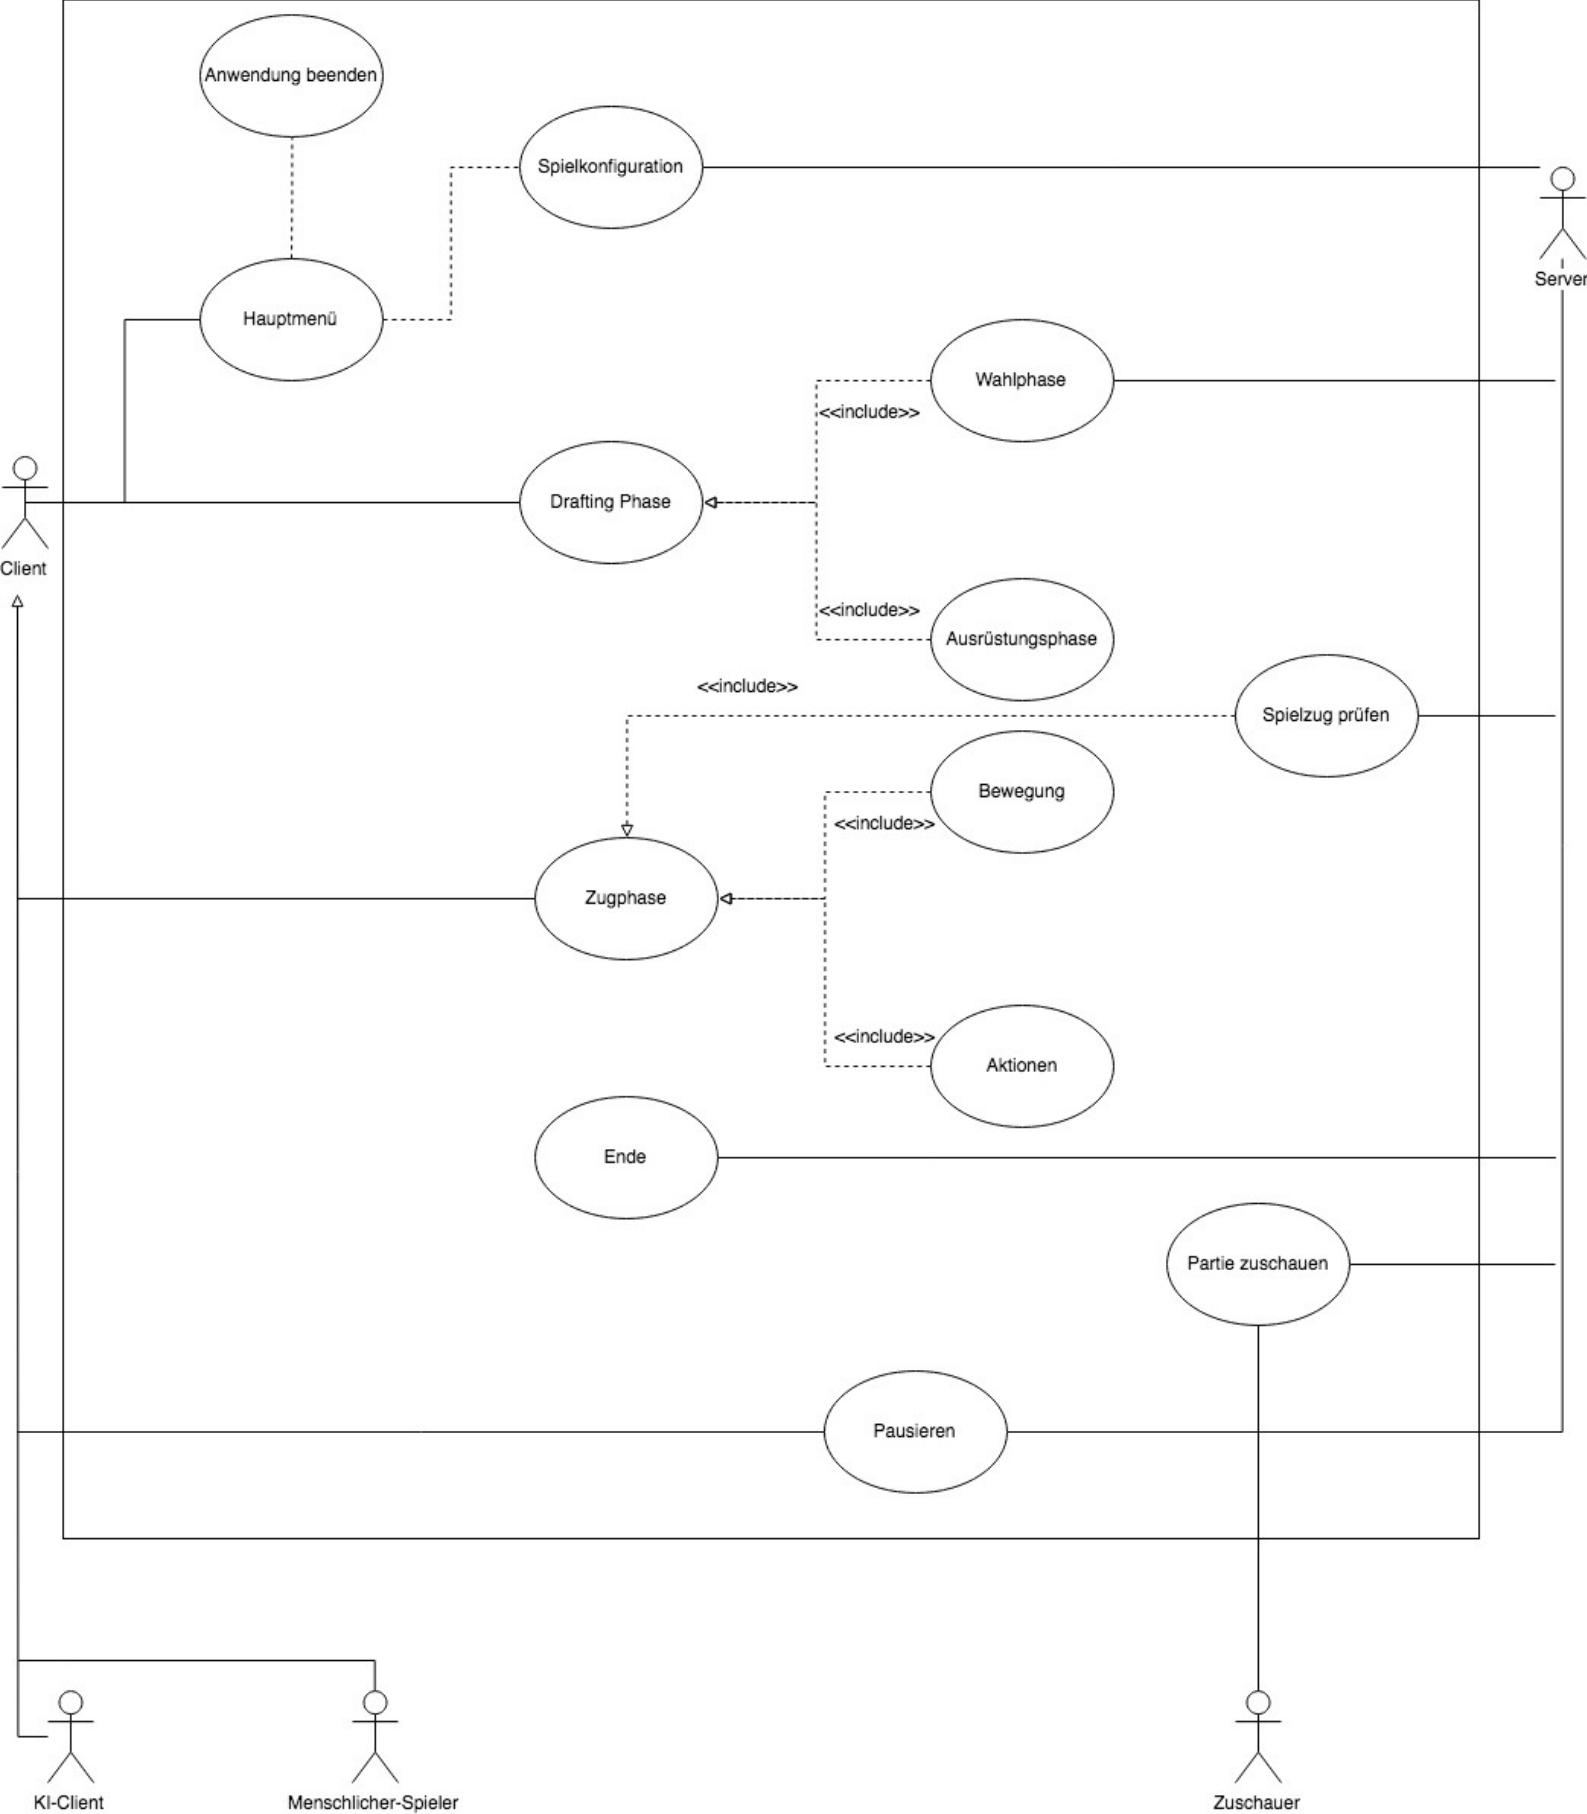 Anwendung beenden
Spielkonfiguration
Server
Hauptmenü
Wahlphase
<<include>>
Drafting Phase
Client
<<include>>
Ausrüstungsphase
<<include>>
Spielzug prüfen
Bewegung
<<include>>
Zugphase
<<include>>
Aktionen
Ende
Partie zuschauen
Pausieren
KI-Client
Menschlicher-Spieler
Zuschauer